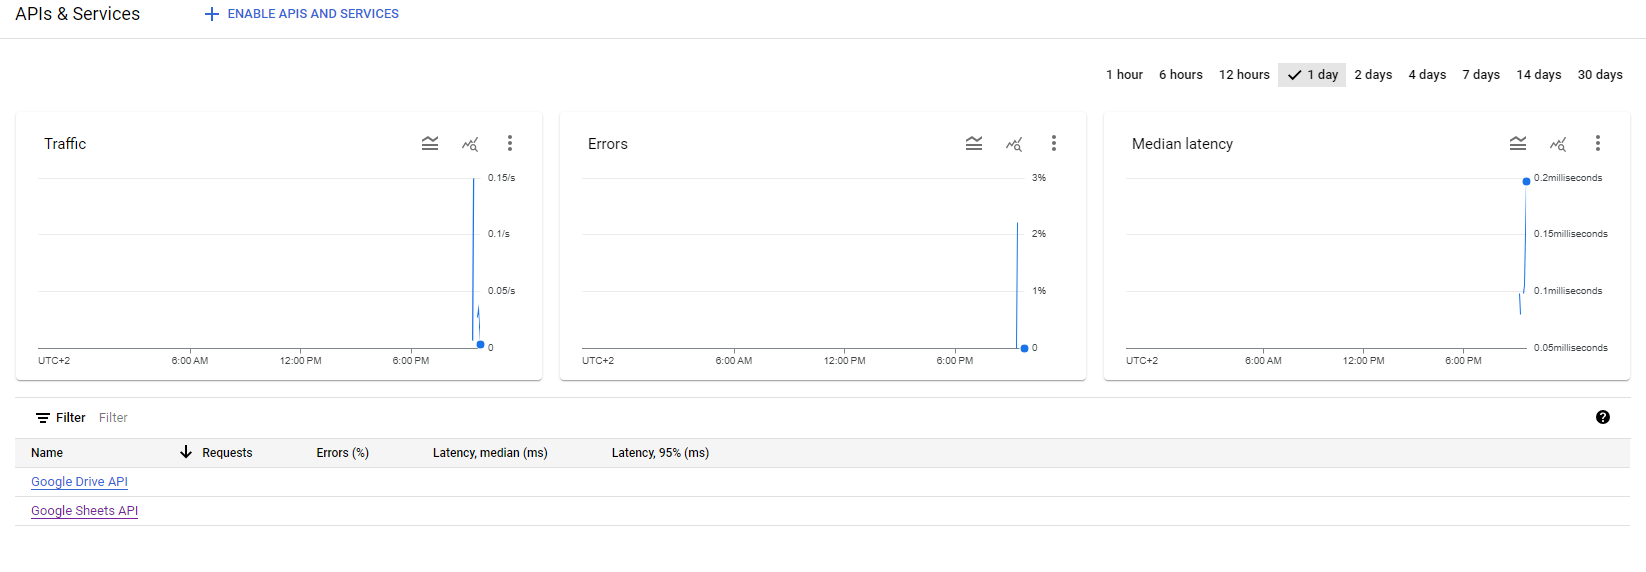 APIs & Services
ENABLE APIS AND SERVICES
1 hour 6 hours 12 hours 1 day 2 days 4 days 7 days 14 days 30 days
Traffic
0.15/s
0.1/s
0.05/s
0
UTC+2 6:00 AM 12:00 PM 6:00 PM
Errors
3%
2%
1%
0
UTC+2 6:00 AM 12:00 PM 6:00 PM
Median latency
0.2milliseconds
0.15milliseconds
0.1milliseconds
0.05milliseconds
UTC+2 6:00 AM 12:00 PM 6:00 PM
Filter Filter
Name Requests Errors (%) Latency, median (ms) Latency, 95% (ms)
Google Drive API
Google Sheets API